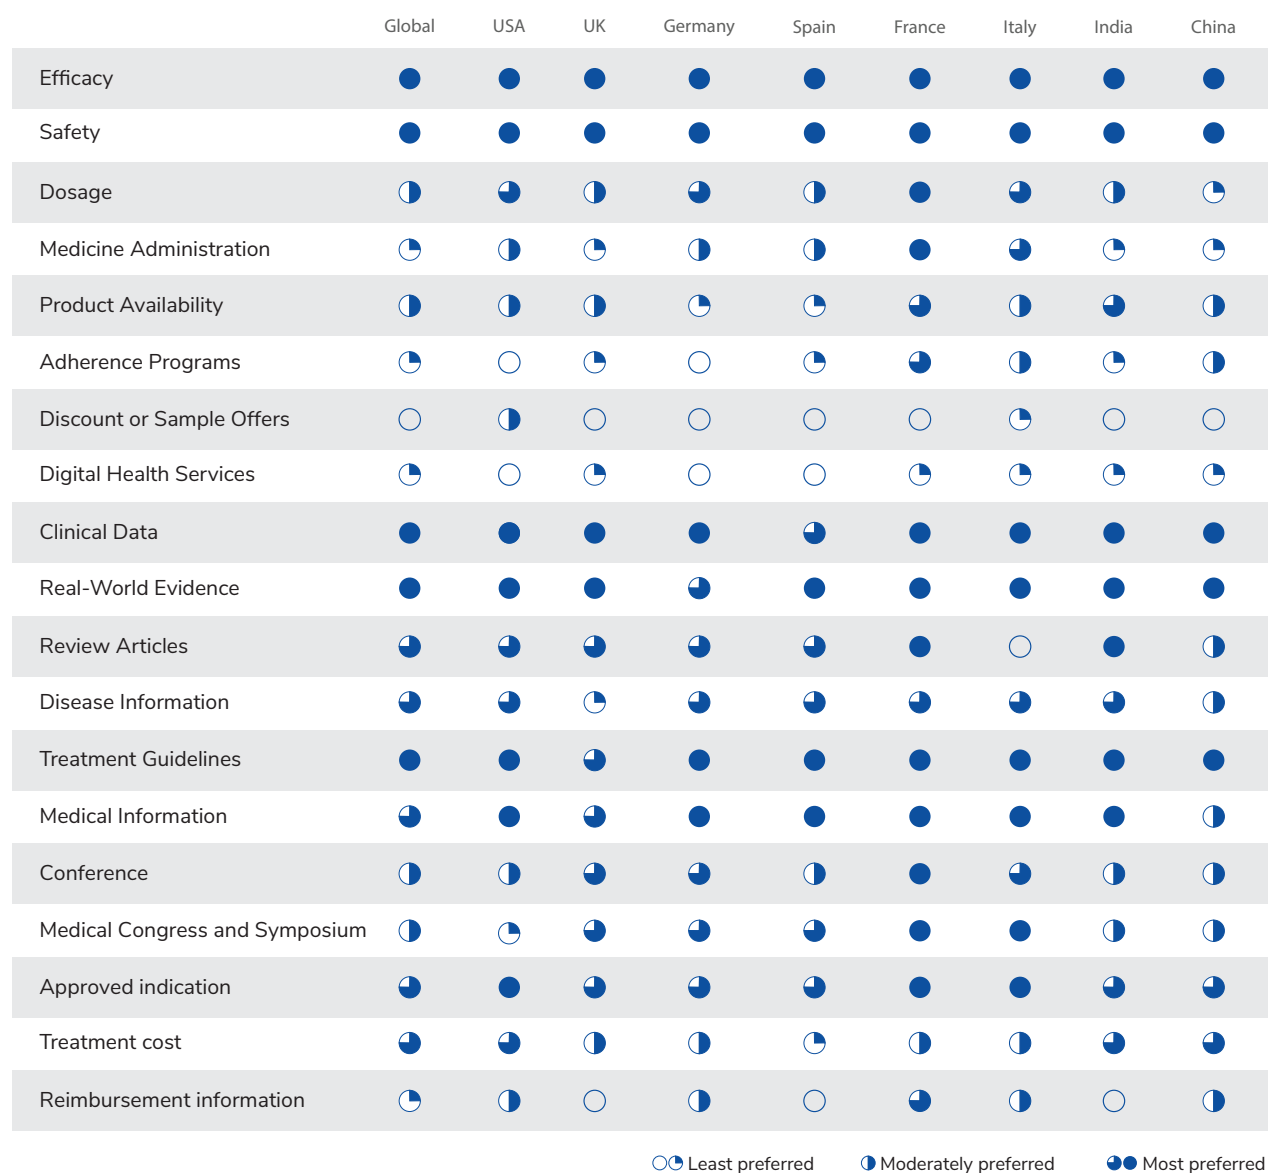 Global USA UK Germany Spain France Italy India China
Efficacy
Safety
Dosage
Medicine Administration
Product Availability
Adherence Programs
Discount or Sample Offers
Digital Health Services
Clinical Data
Real-World Evidence
Review Articles
Disease Information
Treatment Guidelines
Medical Information
Conference
Medical Congress and Symposium
Approved indication
Treatment cost
Reimbursement information
Least preferred Moderately preferred Most preferred